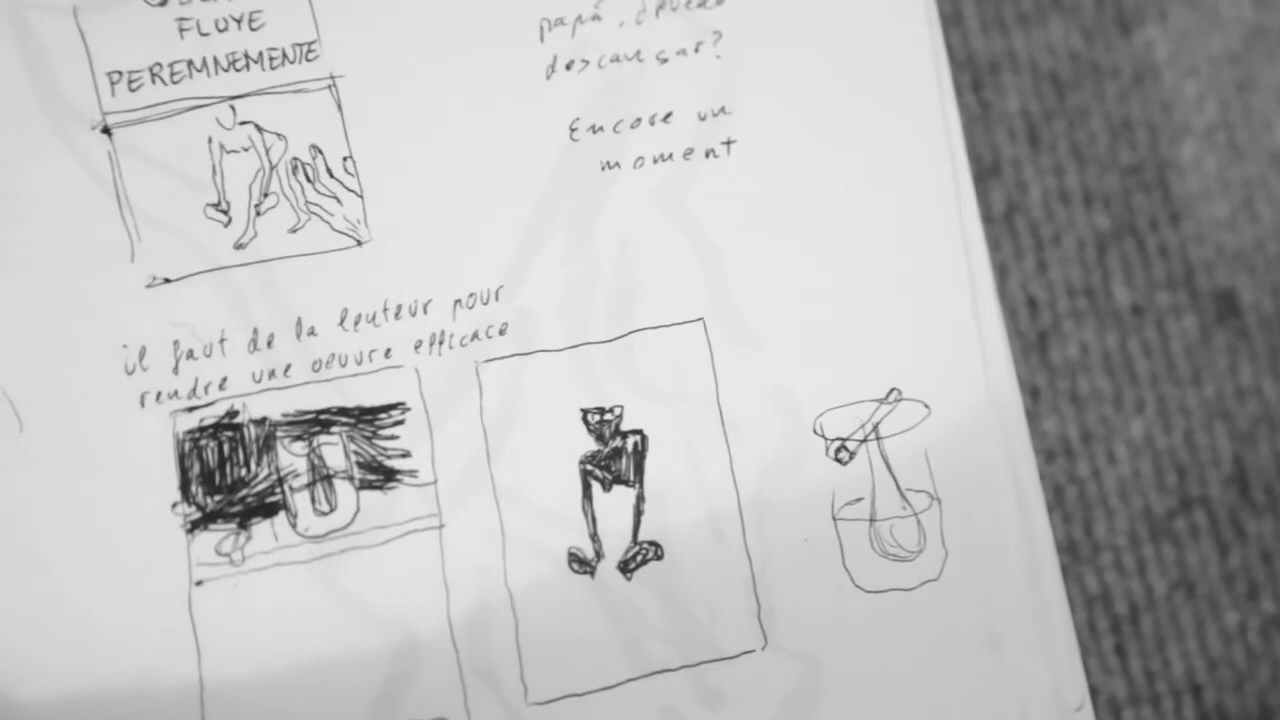 FLUYE
PEREMNEMENTE
papá, ¿puedo
descansar?
Encore un
moment
il faut de la lenteur pour
rendre une oeuvre efficace